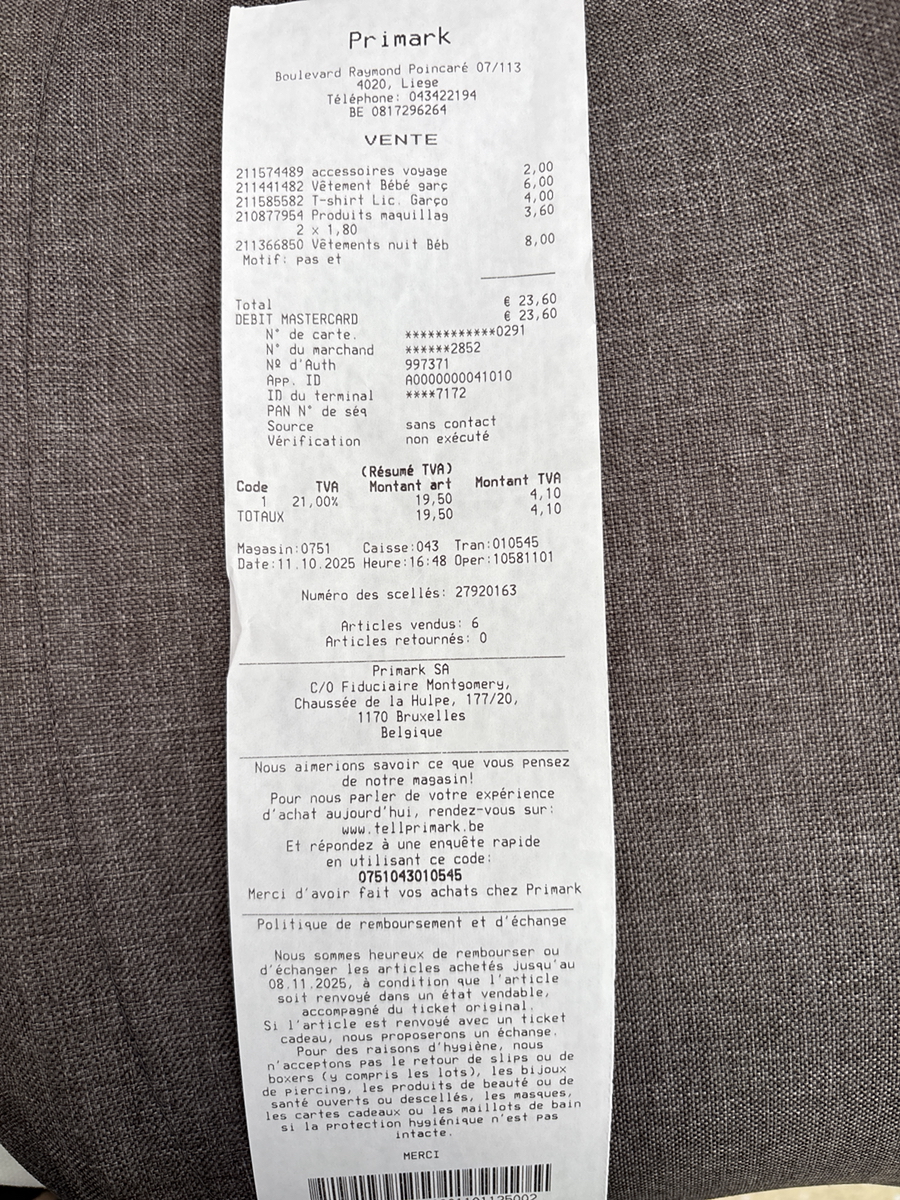 Primark
Boulevard Raymond Poincaré 07/113
4020, Liege
Téléphone: 043422194
BE 0817296264
VENTE
211574489 accessoires voyage 2,00
211441482 Vêtement Bébé garç 6,00
211585582 T-shirt Lic. Garço 4,00
210877954 Produits maquillag 3,60
2 x 1,80
211366850 Vêtements nuit Béb 8,00
Motif: pas et
Total € 23,60
DEBIT MASTERCARD € 23,60
N° de carte. ************0291
N° du marchand ******2852
Nº d'Auth 997371
App. ID A0000000041010
ID du terminal ****7172
PAN N° de séq
Source sans contact
Vérification non exécuté
(Résumé TVA)
Code TVA Montant art Montant TVA
1 21,00% 19,50 4,10
TOTAUX 19,50 4,10
Magasin:0751 Caisse:043 Tran:010545
Date:11.10.2025 Heure:16:48 Oper:10581101
Numéro des scellés: 27920163
Articles vendus: 6
Articles retournés: 0
Primark SA
C/O Fiduciaire Montgomery,
Chaussée de la Hulpe, 177/20,
1170 Bruxelles
Belgique
Nous aimerions savoir ce que vous pensez
de notre magasin!
Pour nous parler de votre expérience
d'achat aujourd'hui, rendez-vous sur:
www.tellprimark.be
Et répondez à une enquête rapide
en utilisant ce code:
0751043010545
Merci d'avoir fait vos achats chez Primark
Politique de remboursement et d'échange
Nous sommes heureux de rembourser ou
d'échanger les articles achetés jusqu'au
08.11.2025, à condition que l'article
soit renvoyé dans un état vendable,
accompagné du ticket original.
Si l'article est renvoyé avec un ticket
cadeau, nous proposerons un échange.
Pour des raisons d'hygiène, nous
n'acceptons pas le retour de slips ou de
boxers (y compris les lots), les bijoux
de piercing, les produits de beauté ou de
santé ouverts ou descellés, les masques,
les cartes cadeaux ou les maillots de bain
si la protection hygiénique n'est pas
intacte.
MERCI